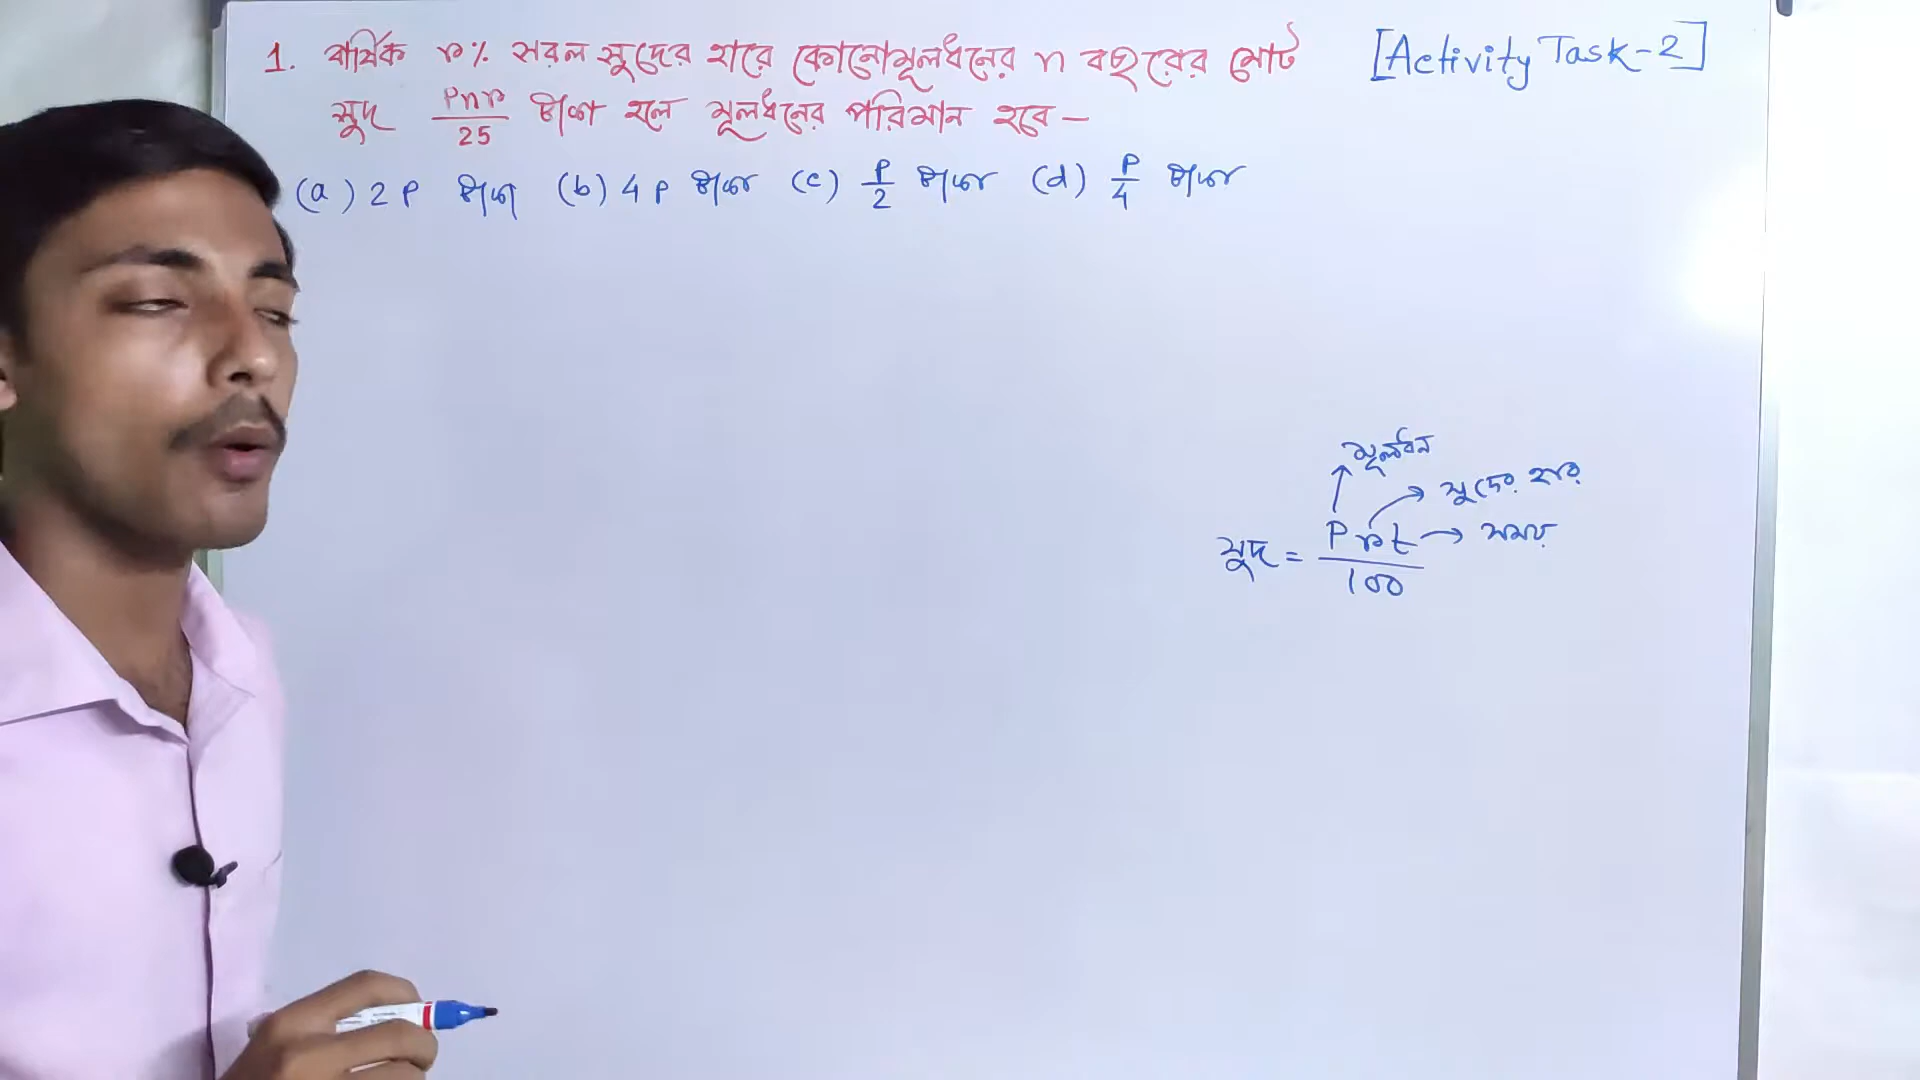 1. বার্ষিক r% সরল সুদের হারে কোনো মূলধনের n বছরের মোট [Activity Task-2]
সুদ Pnr/25 টাকা হলে মূলধনের পরিমান হবে —
(a) 2P টাকা (b) 4P টাকা (c) P/2 টাকা (d) P/4 টাকা
মূলধন
সুদের হার
সুদ = Prt/100 → সময়